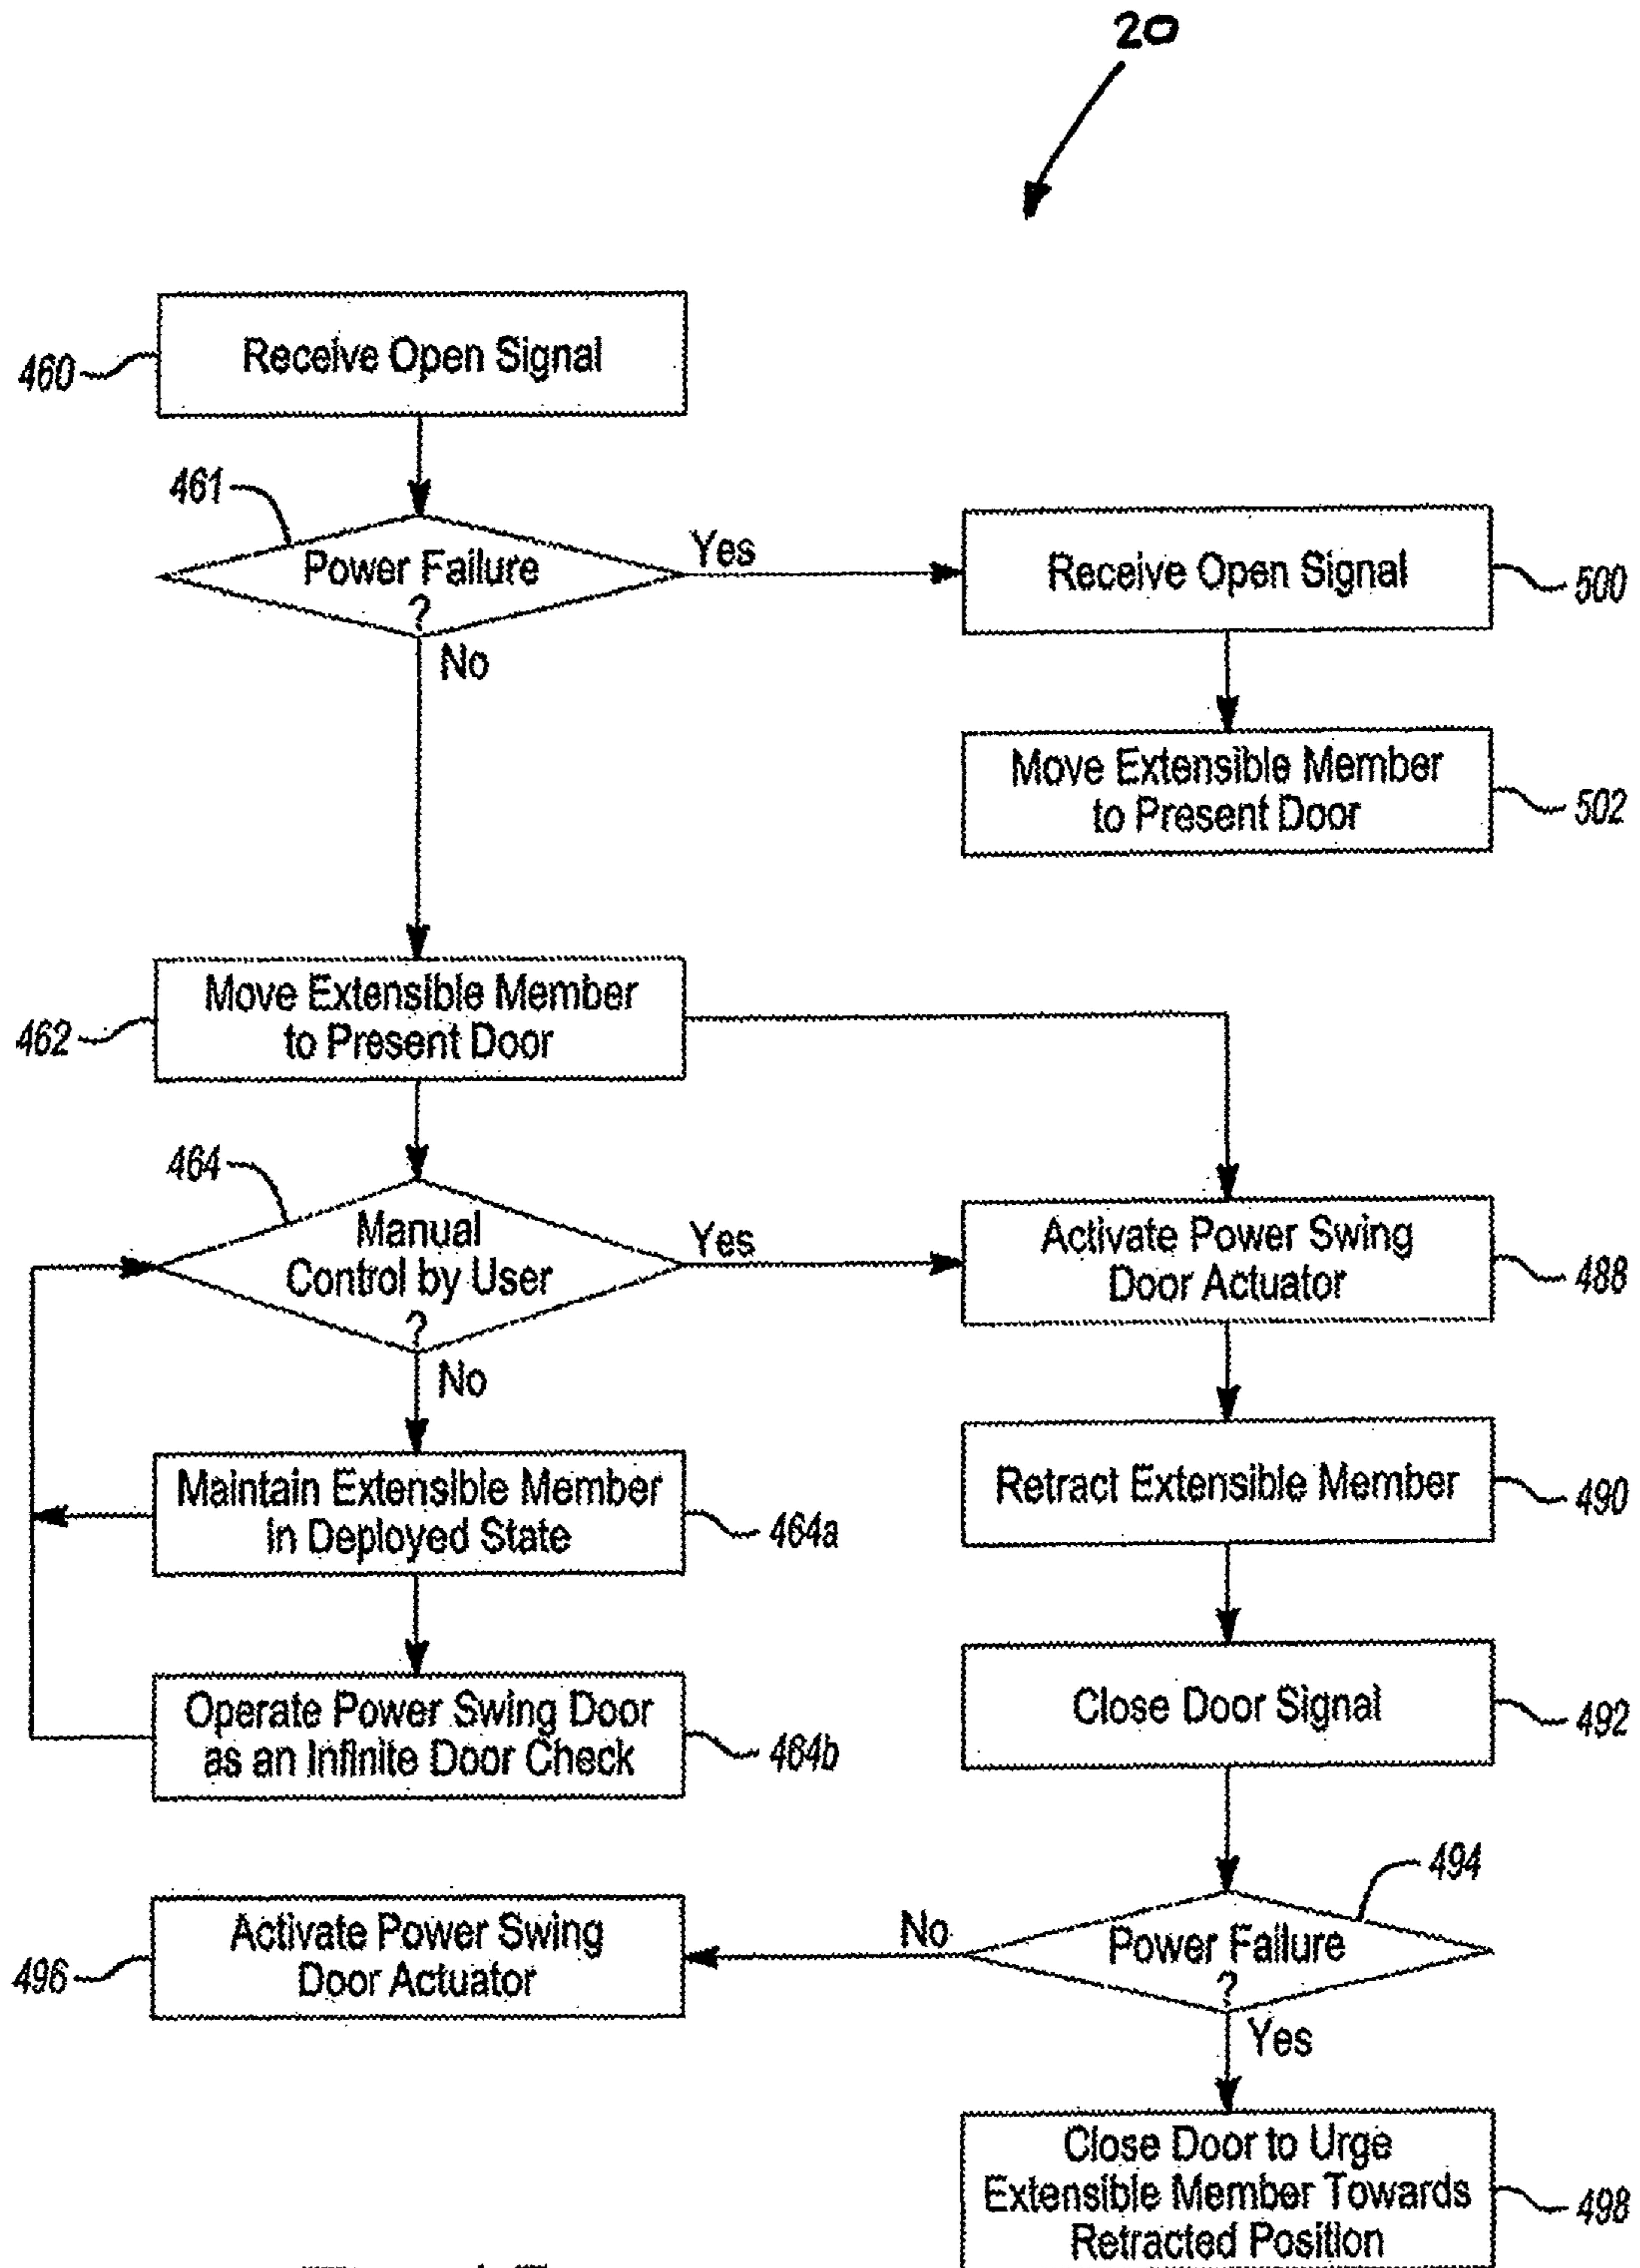 20
Receive Open Signal
460
461
Power Failure
?
Yes
No
Receive Open Signal
500
Move Extensible Member
to Present Door
502
Move Extensible Member
to Present Door
462
464
Manual
Control by User
?
Yes
No
Activate Power Swing
Door Actuator
488
Maintain Extensible Member
in Deployed State
464a
Retract Extensible Member
490
Operate Power Swing Door
as an Infinite Door Check
464b
Close Door Signal
492
494
Power Failure
?
No
Yes
Activate Power Swing
Door Actuator
496
Close Door to Urge
Extensible Member Towards
Retracted Position
498